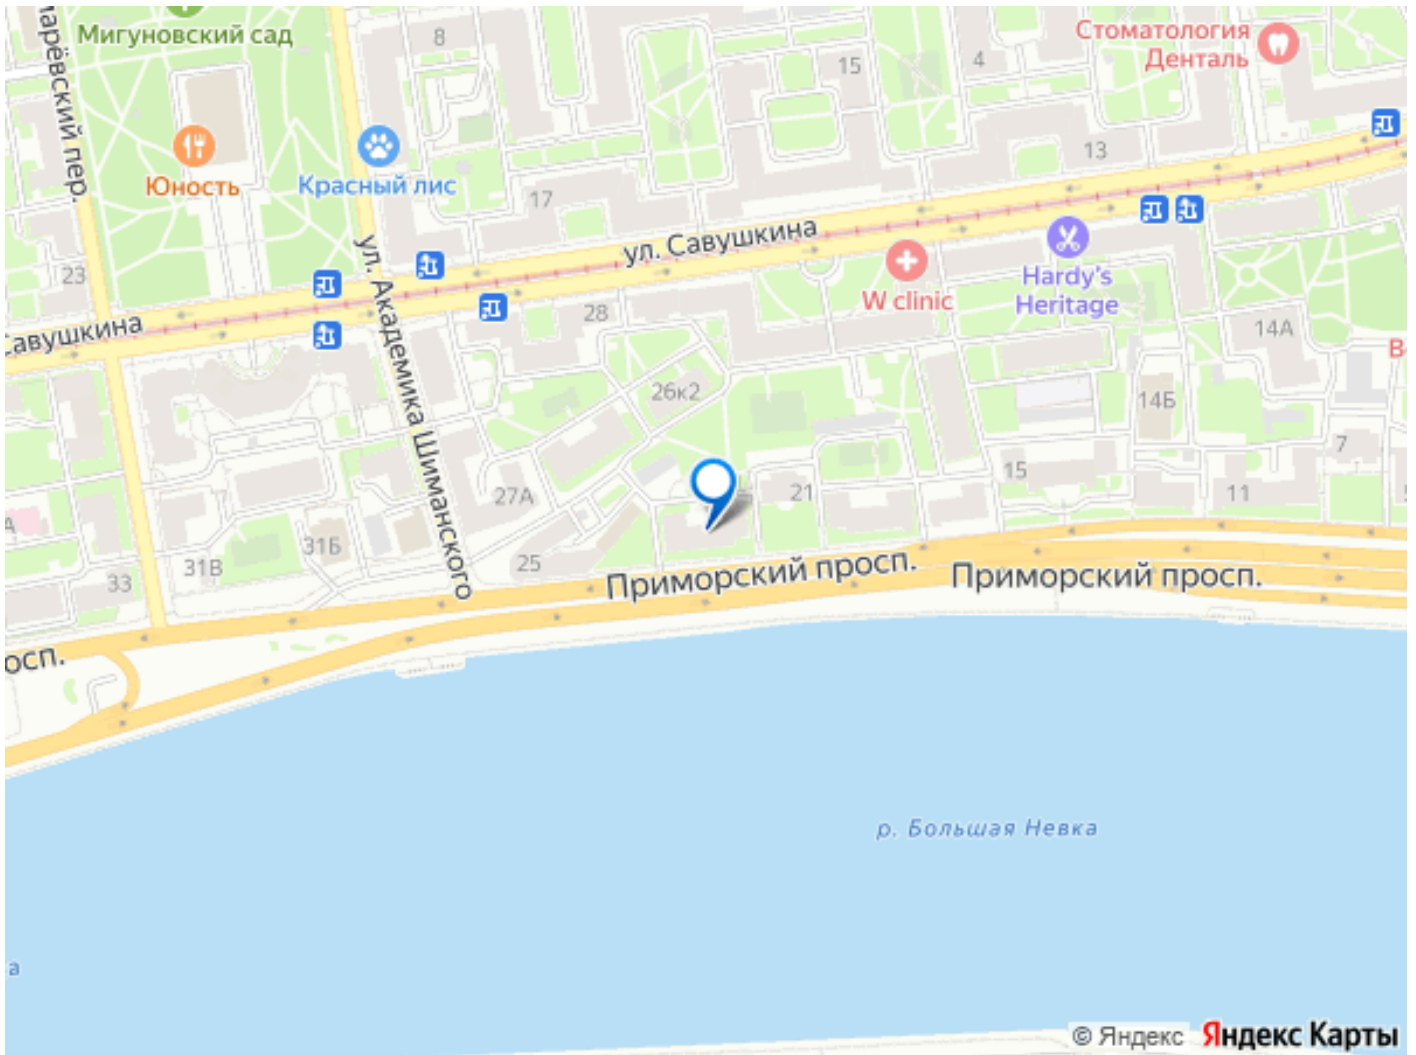 Мигуновский сад
8
Стоматология
Денталь
15
4
марёвский пер.
13
Юность
Красный лис
17
ул. Савушкина
ул. Академика Шиманского
23
Hardy's
Heritage
W clinic
Савушкина
28
14А
В
26к2
14Б
7
15
21
11
27А
31Б
25
31В
33
А
Приморский просп.
Приморский просп.
осп.
р. Большая Невка
а
© Яндекс Яндекс Карты